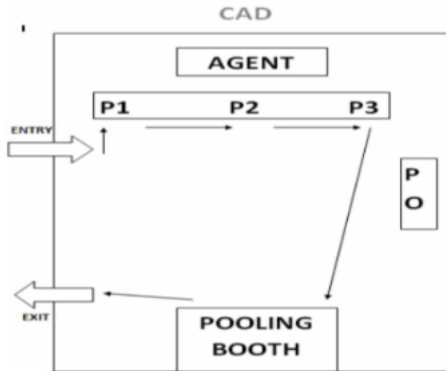 CAD
AGENT
P1 P2 P3
ENTRY
P
O
EXIT
POOLING
BOOTH